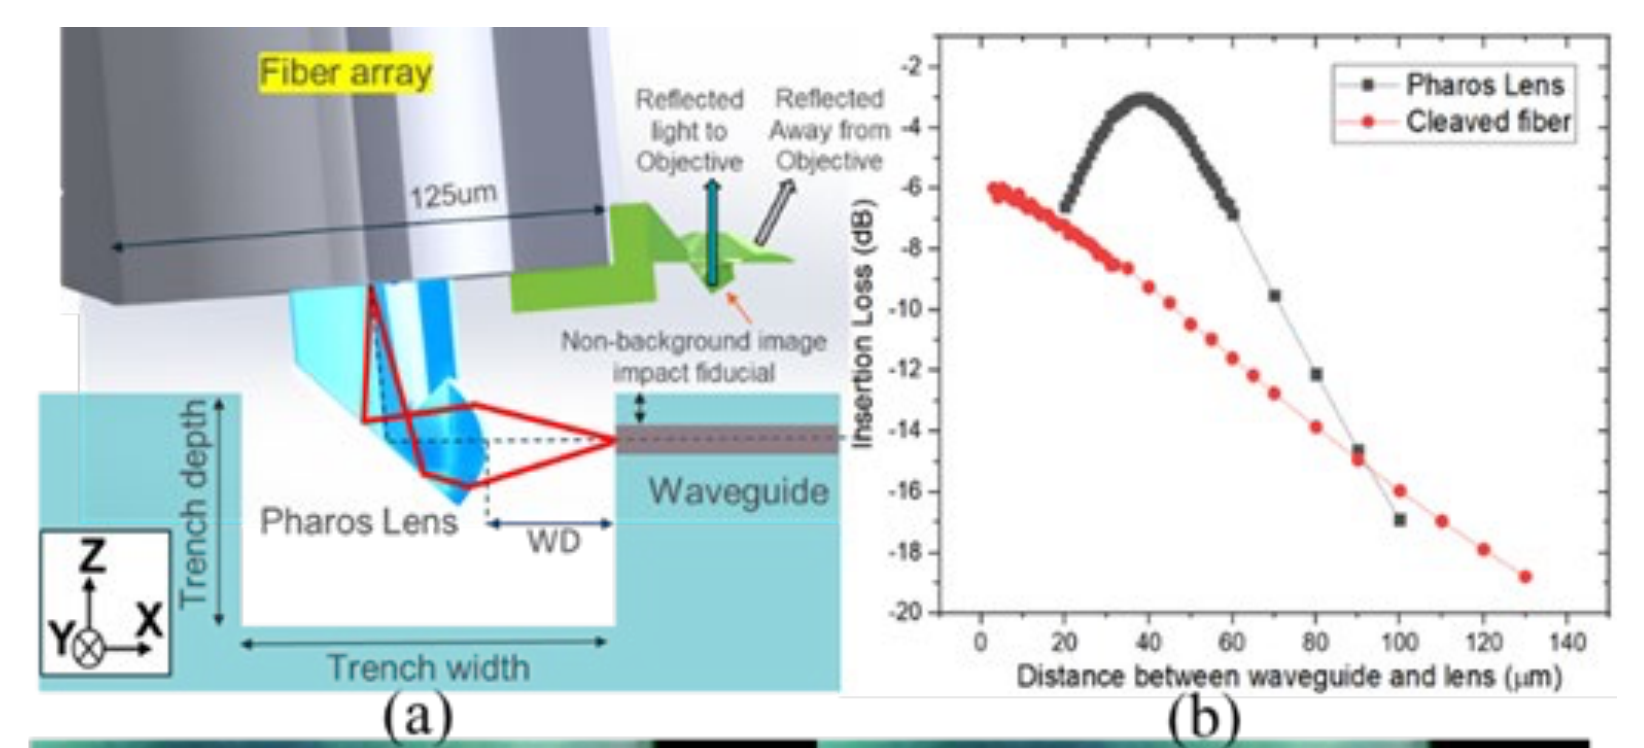 Fiber array
125um
Reflected
light to
Objective
Reflected
Away from
Objective
Non-background image
impact fiducial
Trench depth
Pharos Lens
WD
Waveguide
Z
Y
X
Trench width
(a)
Pharos Lens
Cleaved fiber
Insertion Loss (dB)
-2
-4
-6
-8
-10
-12
-14
-16
-18
-20
0 20 40 60 80 100 120 140
Distance between waveguide and lens (μm)
(b)